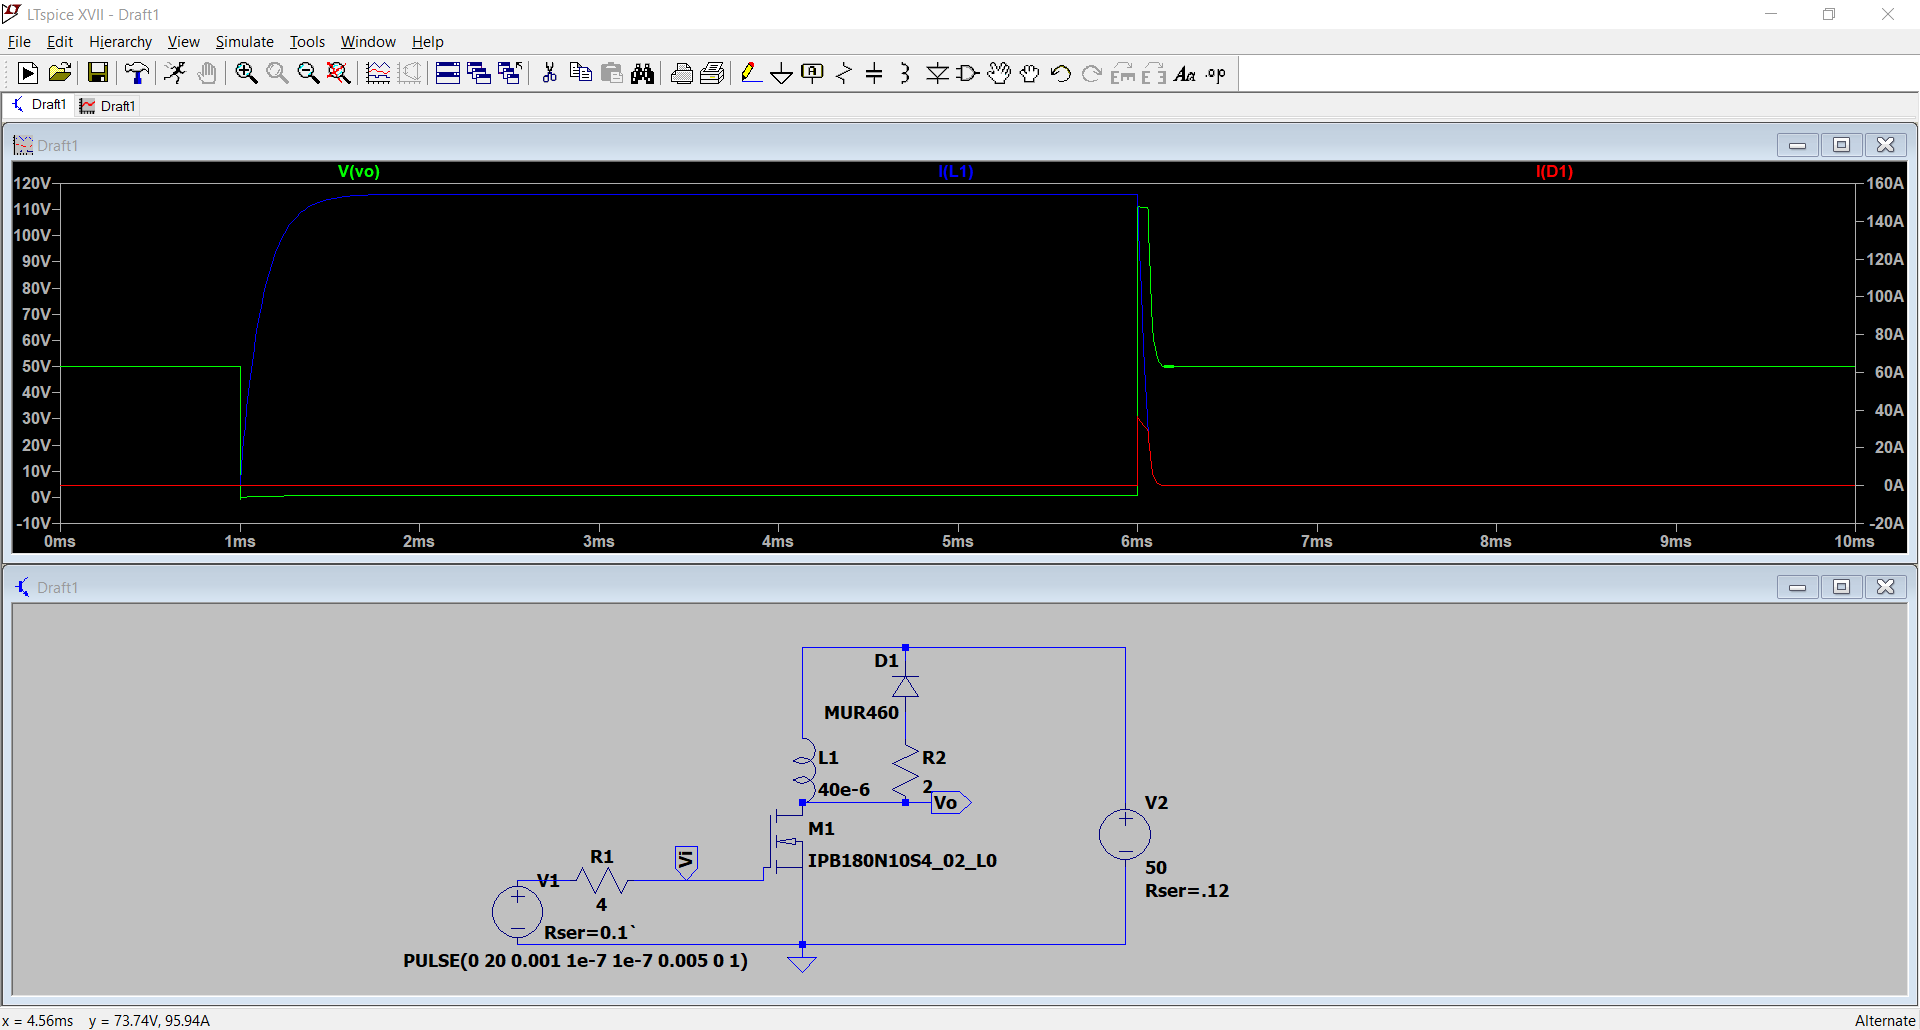 LTspice XVII - Draft1
File Edit Hierarchy View Simulate Tools Window Help
Draft1 Draft1
Draft1
V(vo) I(L1) I(D1)
120V 160A
110V 140A
100V 120A
90V 100A
80V 80A
70V 60A
60V 40A
50V 20A
40V 0A
30V -20A
20V
10V
0V
-10V
0ms 1ms 2ms 3ms 4ms 5ms 6ms 7ms 8ms 9ms 10ms
Draft1
D1
MUR460
L1
40e-6
R2
2
Vo
M1
IPB180N10S4_02_L0
V2
50
Rser=.12
R1
4
Vi
V1
Rser=0.1`
PULSE(0 20 0.001 1e-7 1e-7 0.005 0 1)
x = 4.56ms y = 73.74V, 95.94A Alternate